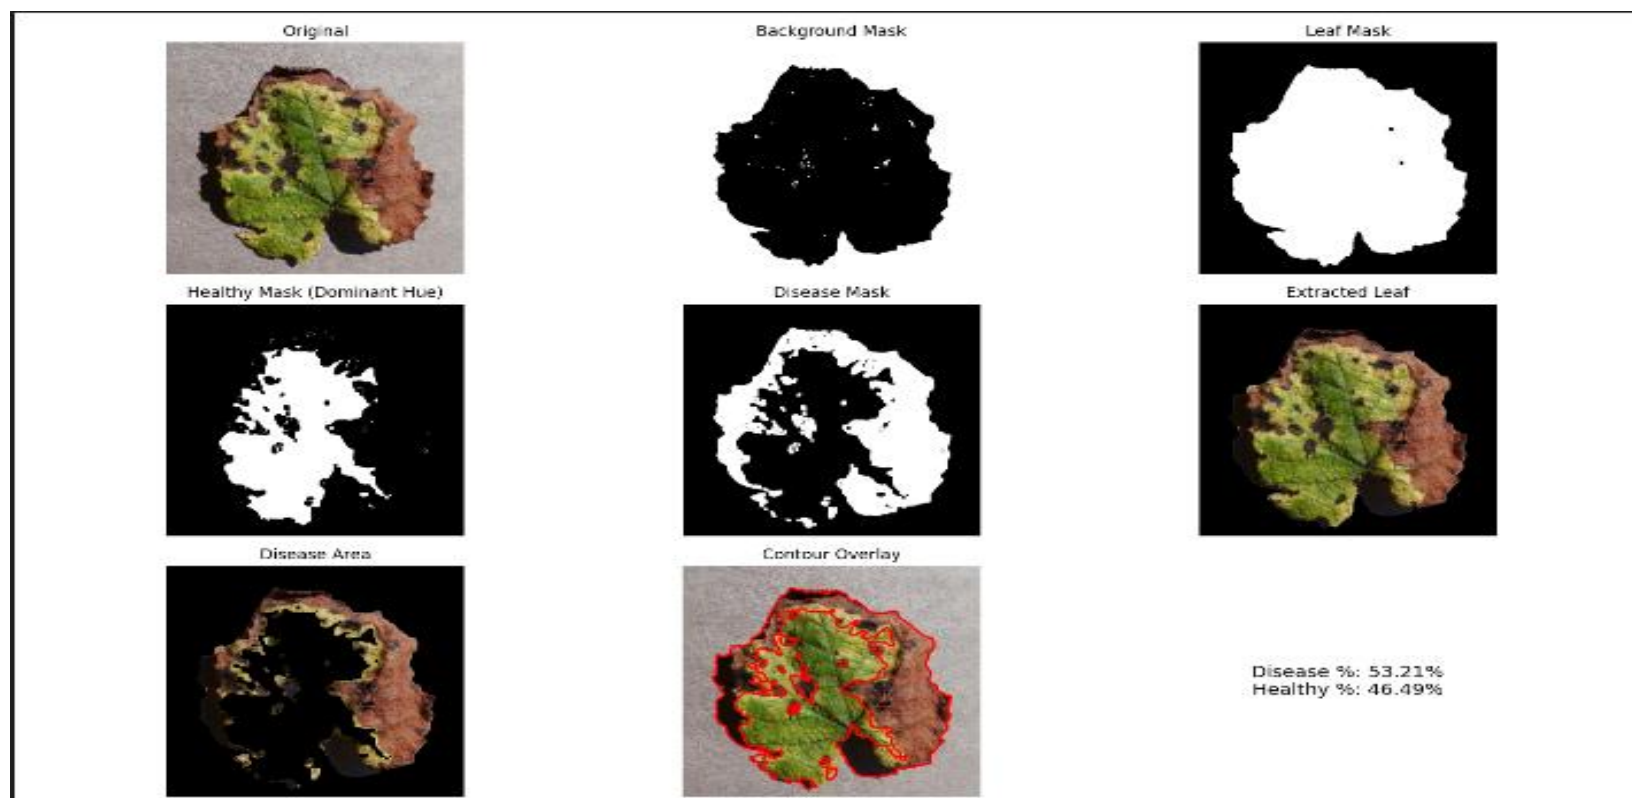 Original
Background Mask
Leaf Mask
Healthy Mask (Dominant Hue)
Disease Mask
Extracted Leaf
Disease Area
Contour Overlay
Disease %: 53.21%
Healthy %: 46.49%